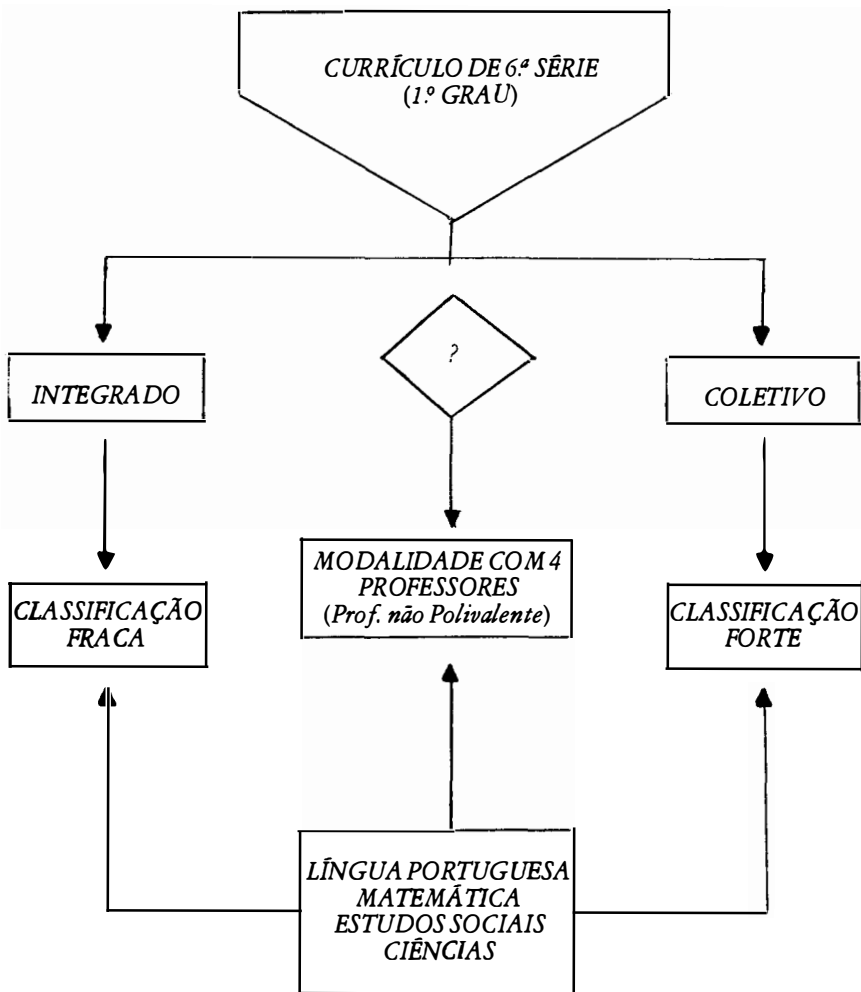 CURRÍCULO DE 6.ª SÉRIE
(1.º GRAU)
?
INTEGRADO
COLETIVO
MODALIDADE COM 4
PROFESSORES
(Prof. não Polivalente)
CLASSIFICAÇÃO
FRACA
CLASSIFICAÇÃO
FORTE
LÍNGUA PORTUGUESA
MATEMÁTICA
ESTUDOS SOCIAIS
CIÊNCIAS